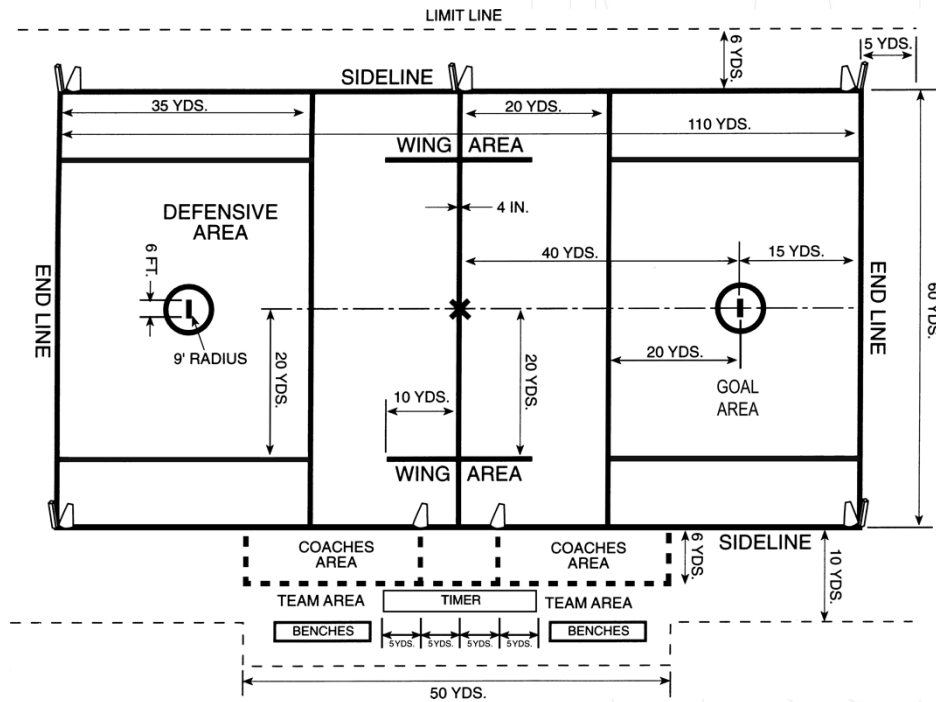 LIMIT LINE
6 YDS.
5 YDS.
SIDELINE
35 YDS.
20 YDS.
110 YDS.
WING AREA
4 IN.
DEFENSIVE
AREA
40 YDS.
15 YDS.
6 FT.
END LINE
END LINE
60 YDS.
9' RADIUS
20 YDS.
20 YDS.
20 YDS.
GOAL
AREA
10 YDS.
WING AREA
COACHES
AREA
COACHES
AREA
6 YDS.
SIDELINE
10 YDS.
TEAM AREA
TIMER
TEAM AREA
BENCHES
5 YDS.
5 YDS.
5 YDS.
5 YDS.
BENCHES
50 YDS.